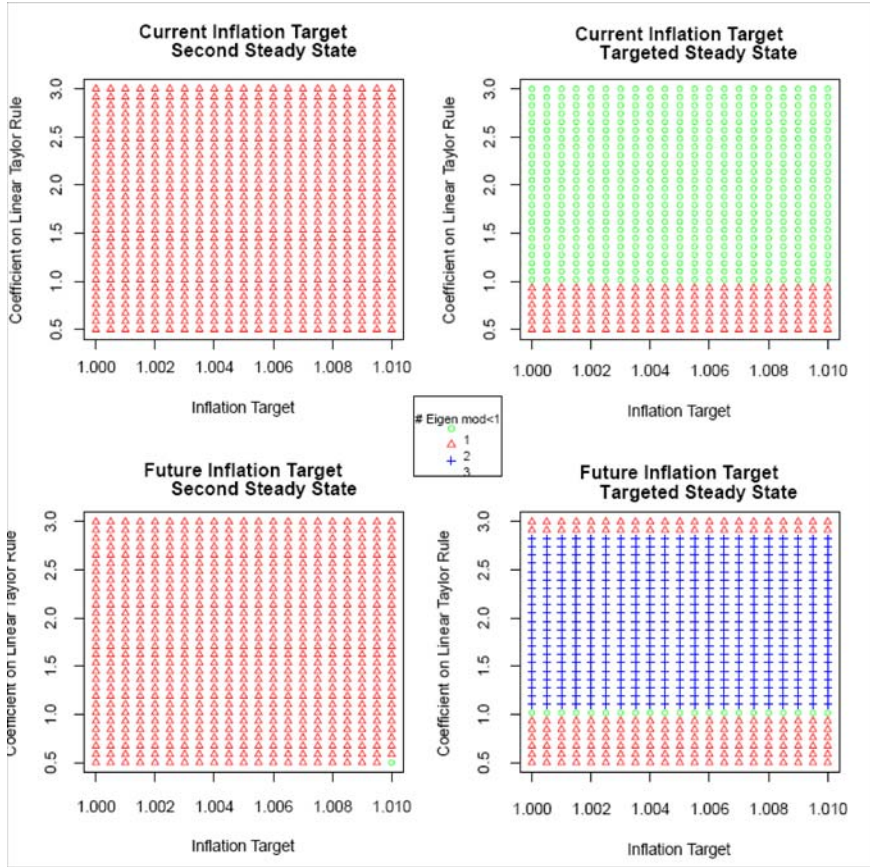 Current Inflation Target
Second Steady State
Coefficient on Linear Taylor Rule
3.0
2.5
2.0
1.5
1.0
0.5
1.000 1.002 1.004 1.006 1.008 1.010
Inflation Target
Current Inflation Target
Targeted Steady State
Coefficient on Linear Taylor Rule
3.0
2.5
2.0
1.5
1.0
0.5
1.000 1.002 1.004 1.006 1.008 1.010
Inflation Target
# Eigen mod<1
1
2
3
Future Inflation Target
Second Steady State
Coefficient on Linear Taylor Rule
3.0
2.5
2.0
1.5
1.0
0.5
1.000 1.002 1.004 1.006 1.008 1.010
Inflation Target
Future Inflation Target
Targeted Steady State
Coefficient on Linear Taylor Rule
3.0
2.5
2.0
1.5
1.0
0.5
1.000 1.002 1.004 1.006 1.008 1.010
Inflation Target